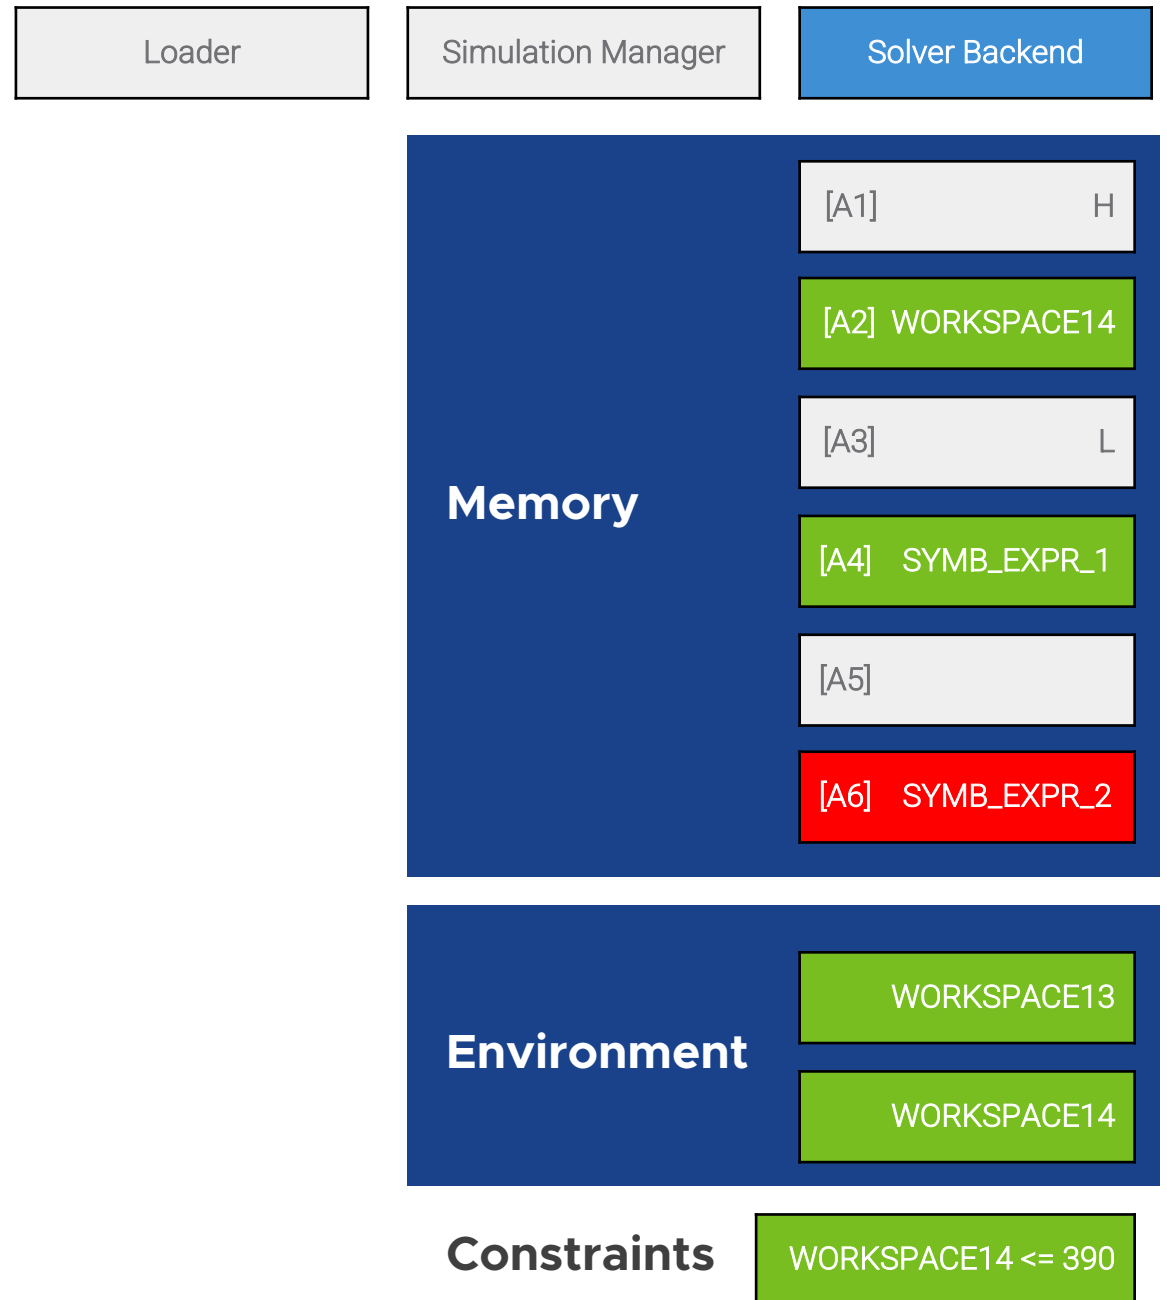 Loader
Simulation Manager
Solver Backend
Memory
[A1] H
[A2] WORKSPACE14
[A3] L
[A4] SYMB_EXPR_1
[A5]
[A6] SYMB_EXPR_2
Environment
WORKSPACE13
WORKSPACE14
Constraints
WORKSPACE14 <= 390